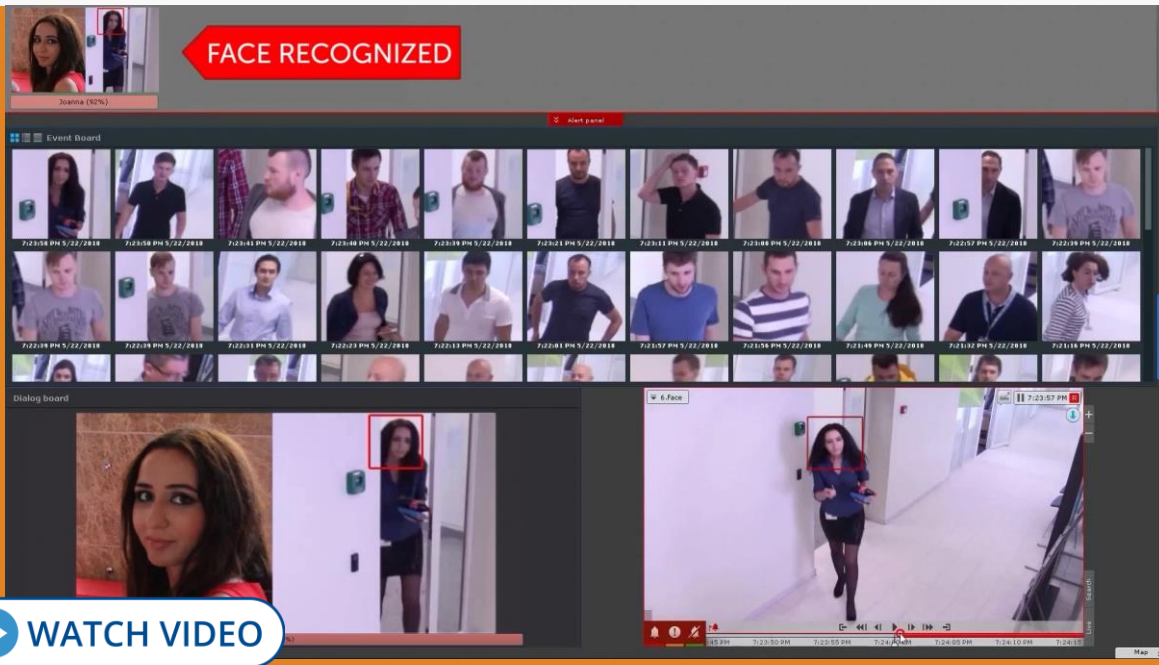 FACE RECOGNIZED
Joanna (92%)
Alert panel
Event Board
7:23:58 PM 5/22/2018 7:23:50 PM 5/22/2018 7:23:41 PM 5/22/2018 7:23:40 PM 5/22/2018 7:23:39 PM 5/22/2018 7:23:21 PM 5/22/2018 7:23:11 PM 5/22/2018 7:23:08 PM 5/22/2018 7:23:06 PM 5/22/2018 7:22:57 PM 5/22/2018 7:22:39 PM 5/22/2018
7:22:39 PM 5/22/2018 7:22:39 PM 5/22/2018 7:22:31 PM 5/22/2018 7:22:23 PM 5/22/2018 7:22:13 PM 5/22/2018 7:22:01 PM 5/22/2018 7:21:57 PM 5/22/2018 7:21:56 PM 5/22/2018 7:21:49 PM 5/22/2018 7:21:32 PM 5/22/2018 7:21:16 PM 5/22/2018
Dialog board
6.Face
7:23:57 PM
Search
Live
7:23:50 PM 7:23:55 PM 7:24:05 PM 7:24:10 PM 7:24:15
Map
WATCH VIDEO